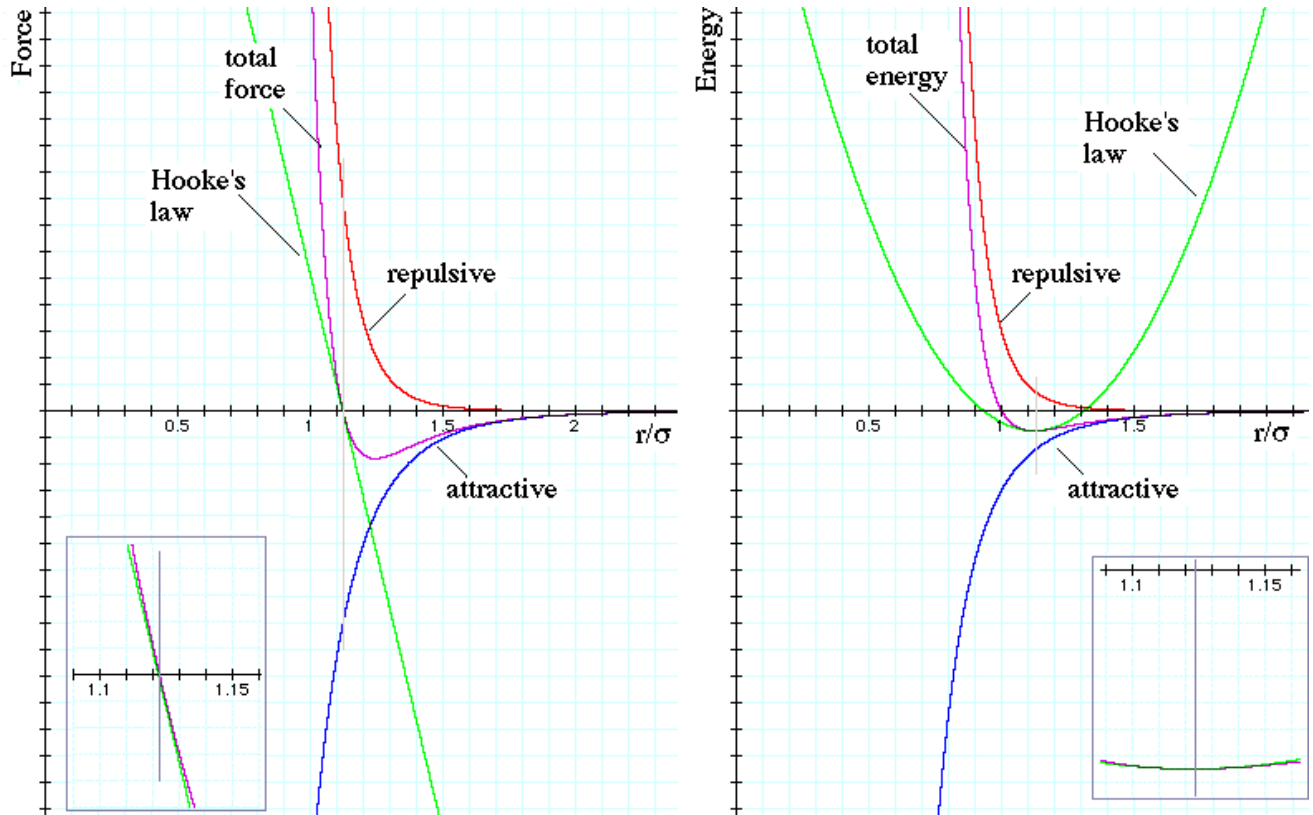 Force
total
force
Hooke's
law
repulsive
0.5
1
1.5
2
r/σ
attractive
1.1
1.15
Energy
total
energy
Hooke's
law
repulsive
0.5
1
1.5
r/σ
attractive
1.1
1.15